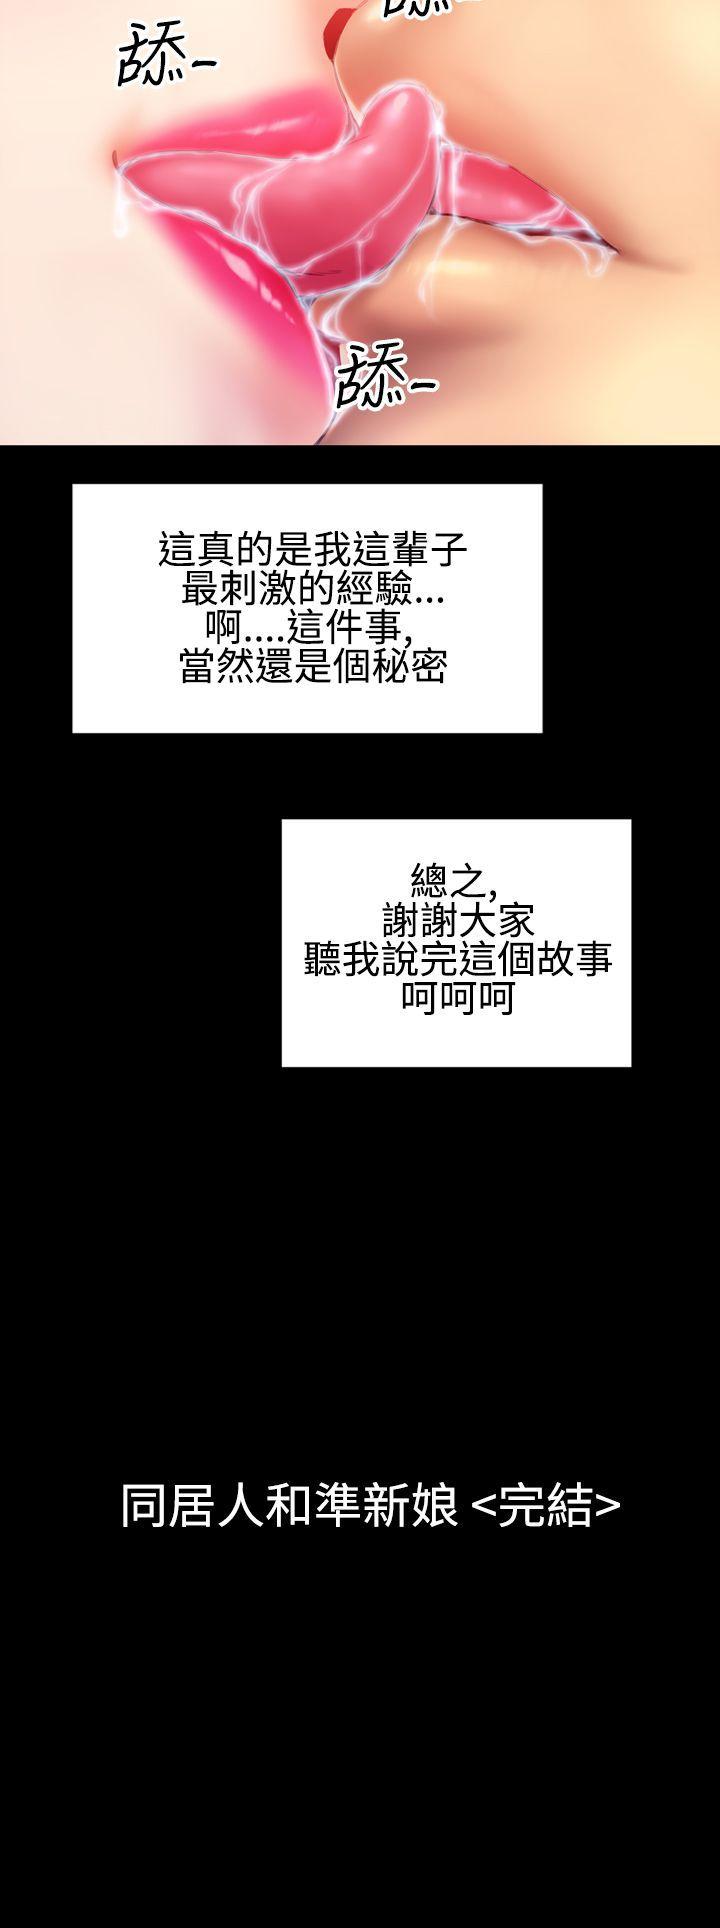 舔~
舔~
舔~
這真的是我這輩子
最刺激的經驗...
啊....這件事,
當然還是個秘密
總之,
謝謝大家
聽我說完這個故事
呵呵呵
同居人和準新娘 <完結>